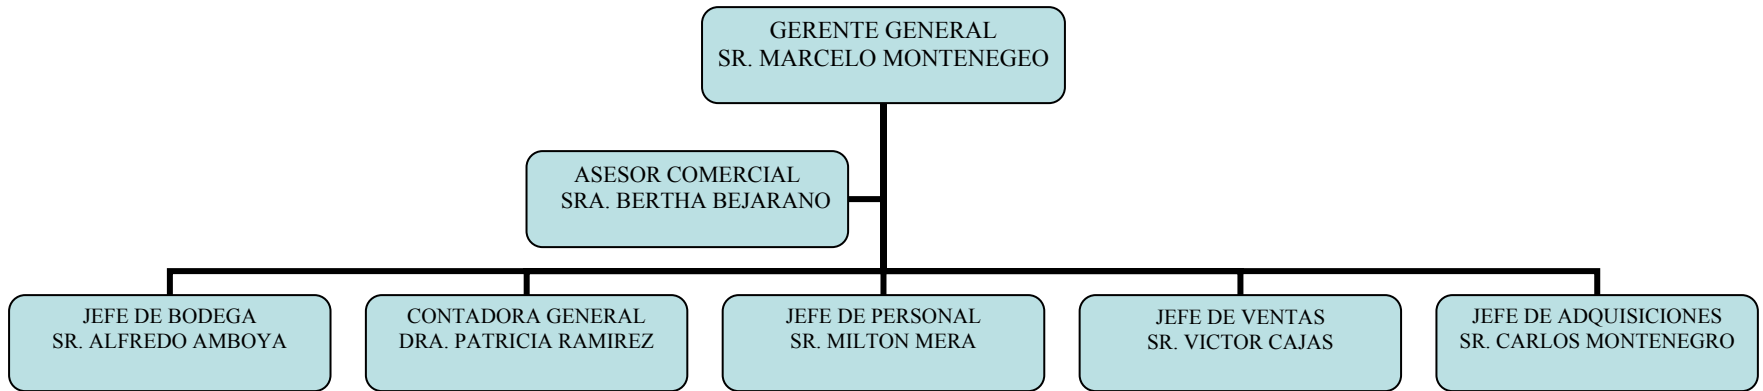 GERENTE GENERAL
SR. MARCELO MONTENEGEO
ASESOR COMERCIAL
SRA. BERTHA BEJARANO
JEFE DE BODEGA
SR. ALFREDO AMBOYA
CONTADORA GENERAL
DRA. PATRICIA RAMIREZ
JEFE DE PERSONAL
SR. MILTON MERA
JEFE DE VENTAS
SR. VICTOR CAJAS
JEFE DE ADQUISICIONES
SR. CARLOS MONTENEGRO